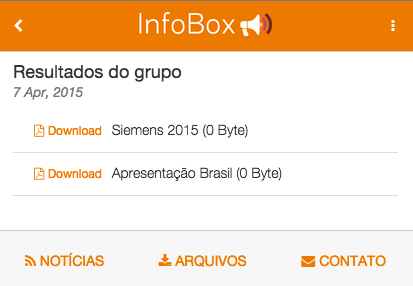 InfoBox
Resultados do grupo
7 Apr, 2015
Download Siemens 2015 (0 Byte)
Download Apresentação Brasil (0 Byte)
NOTÍCIAS ARQUIVOS CONTATO